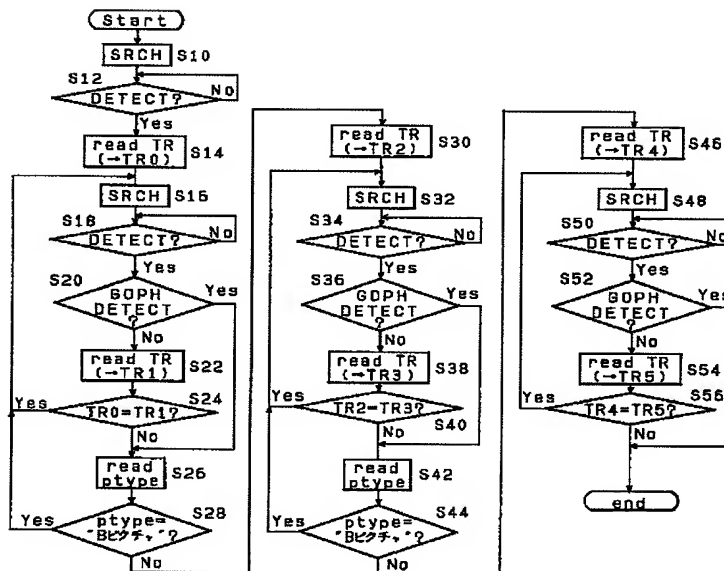 Start
SRCH S10
S12
DETECT? No
Yes
read TR
(→TR0) S14
SRCH S16
S18
DETECT? No
Yes
S20
GOPH
DETECT
? Yes
No
read TR
(→TR1) S22
S24
Yes TR0=TR1?
No
read
ptype S26
S28
Yes ptype=
"Bピクチャ"?
No
read TR
(→TR2) S30
SRCH S32
S34
DETECT? No
Yes
S36
GOPH
DETECT
? Yes
No
read TR
(→TR3) S38
Yes TR2=TR3?
S40
No
read
ptype S42
S44
Yes ptype=
"Bピクチャ"?
No
read TR
(→TR4) S46
SRCH S48
S50
DETECT? No
Yes
S52
GOPH
DETECT
? Yes
No
read TR
(→TR5) S54
S56
Yes TR4=TR5?
No
end